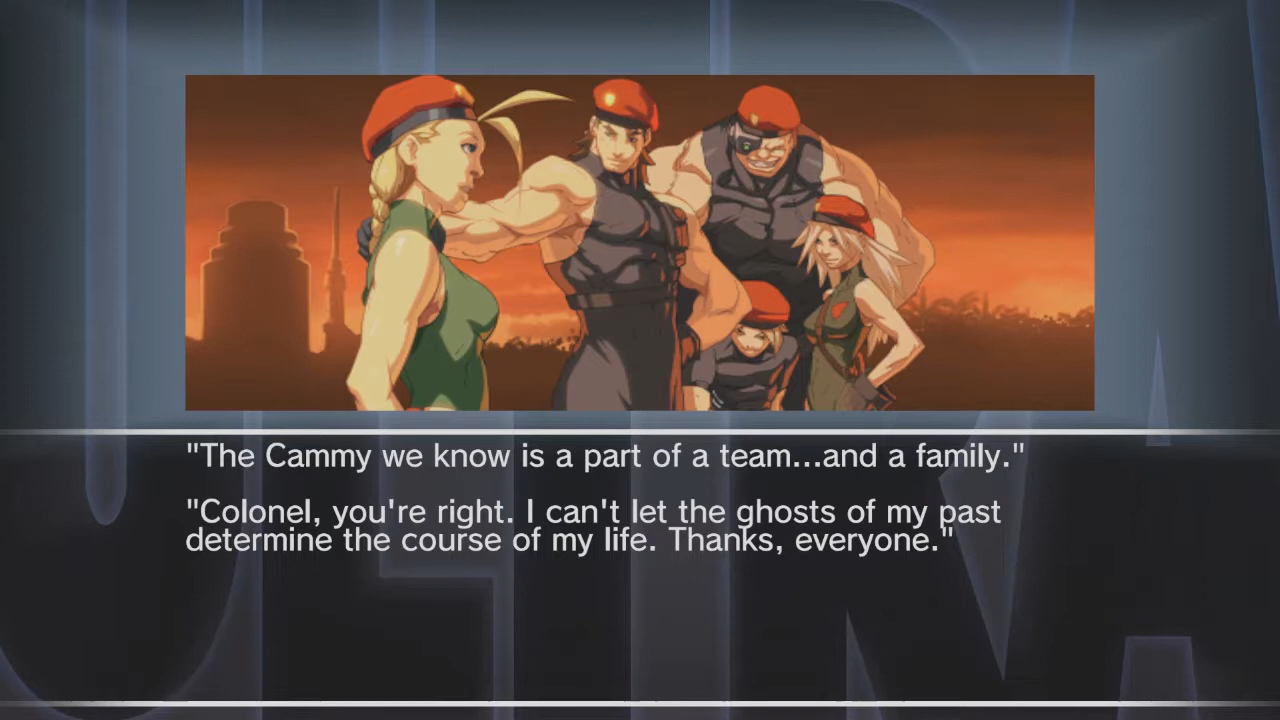 "The Cammy we know is a part of a team...and a family."
"Colonel, you're right. I can't let the ghosts of my past
determine the course of my life. Thanks, everyone."
ULTRA